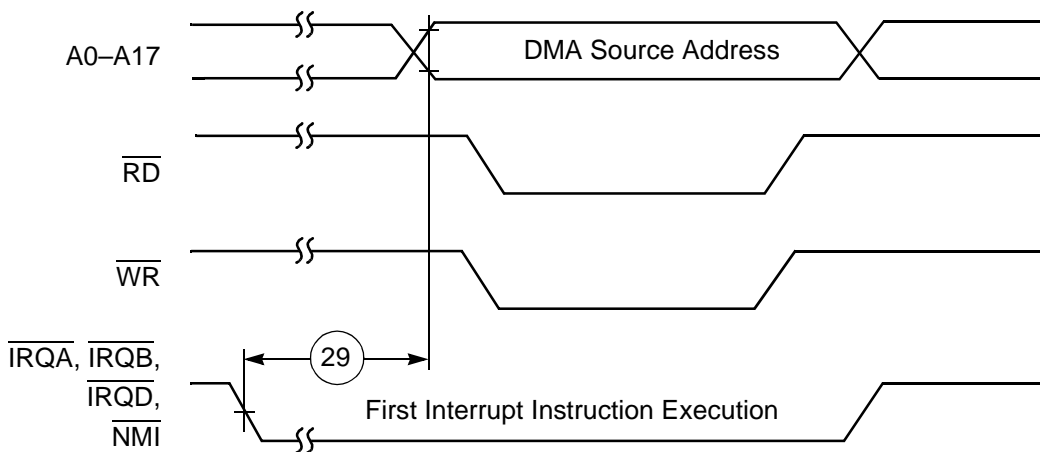 A0–A17
DMA Source Address
RD
WR
IRQA, IRQB,
IRQD,
NMI
29
First Interrupt Instruction Execution